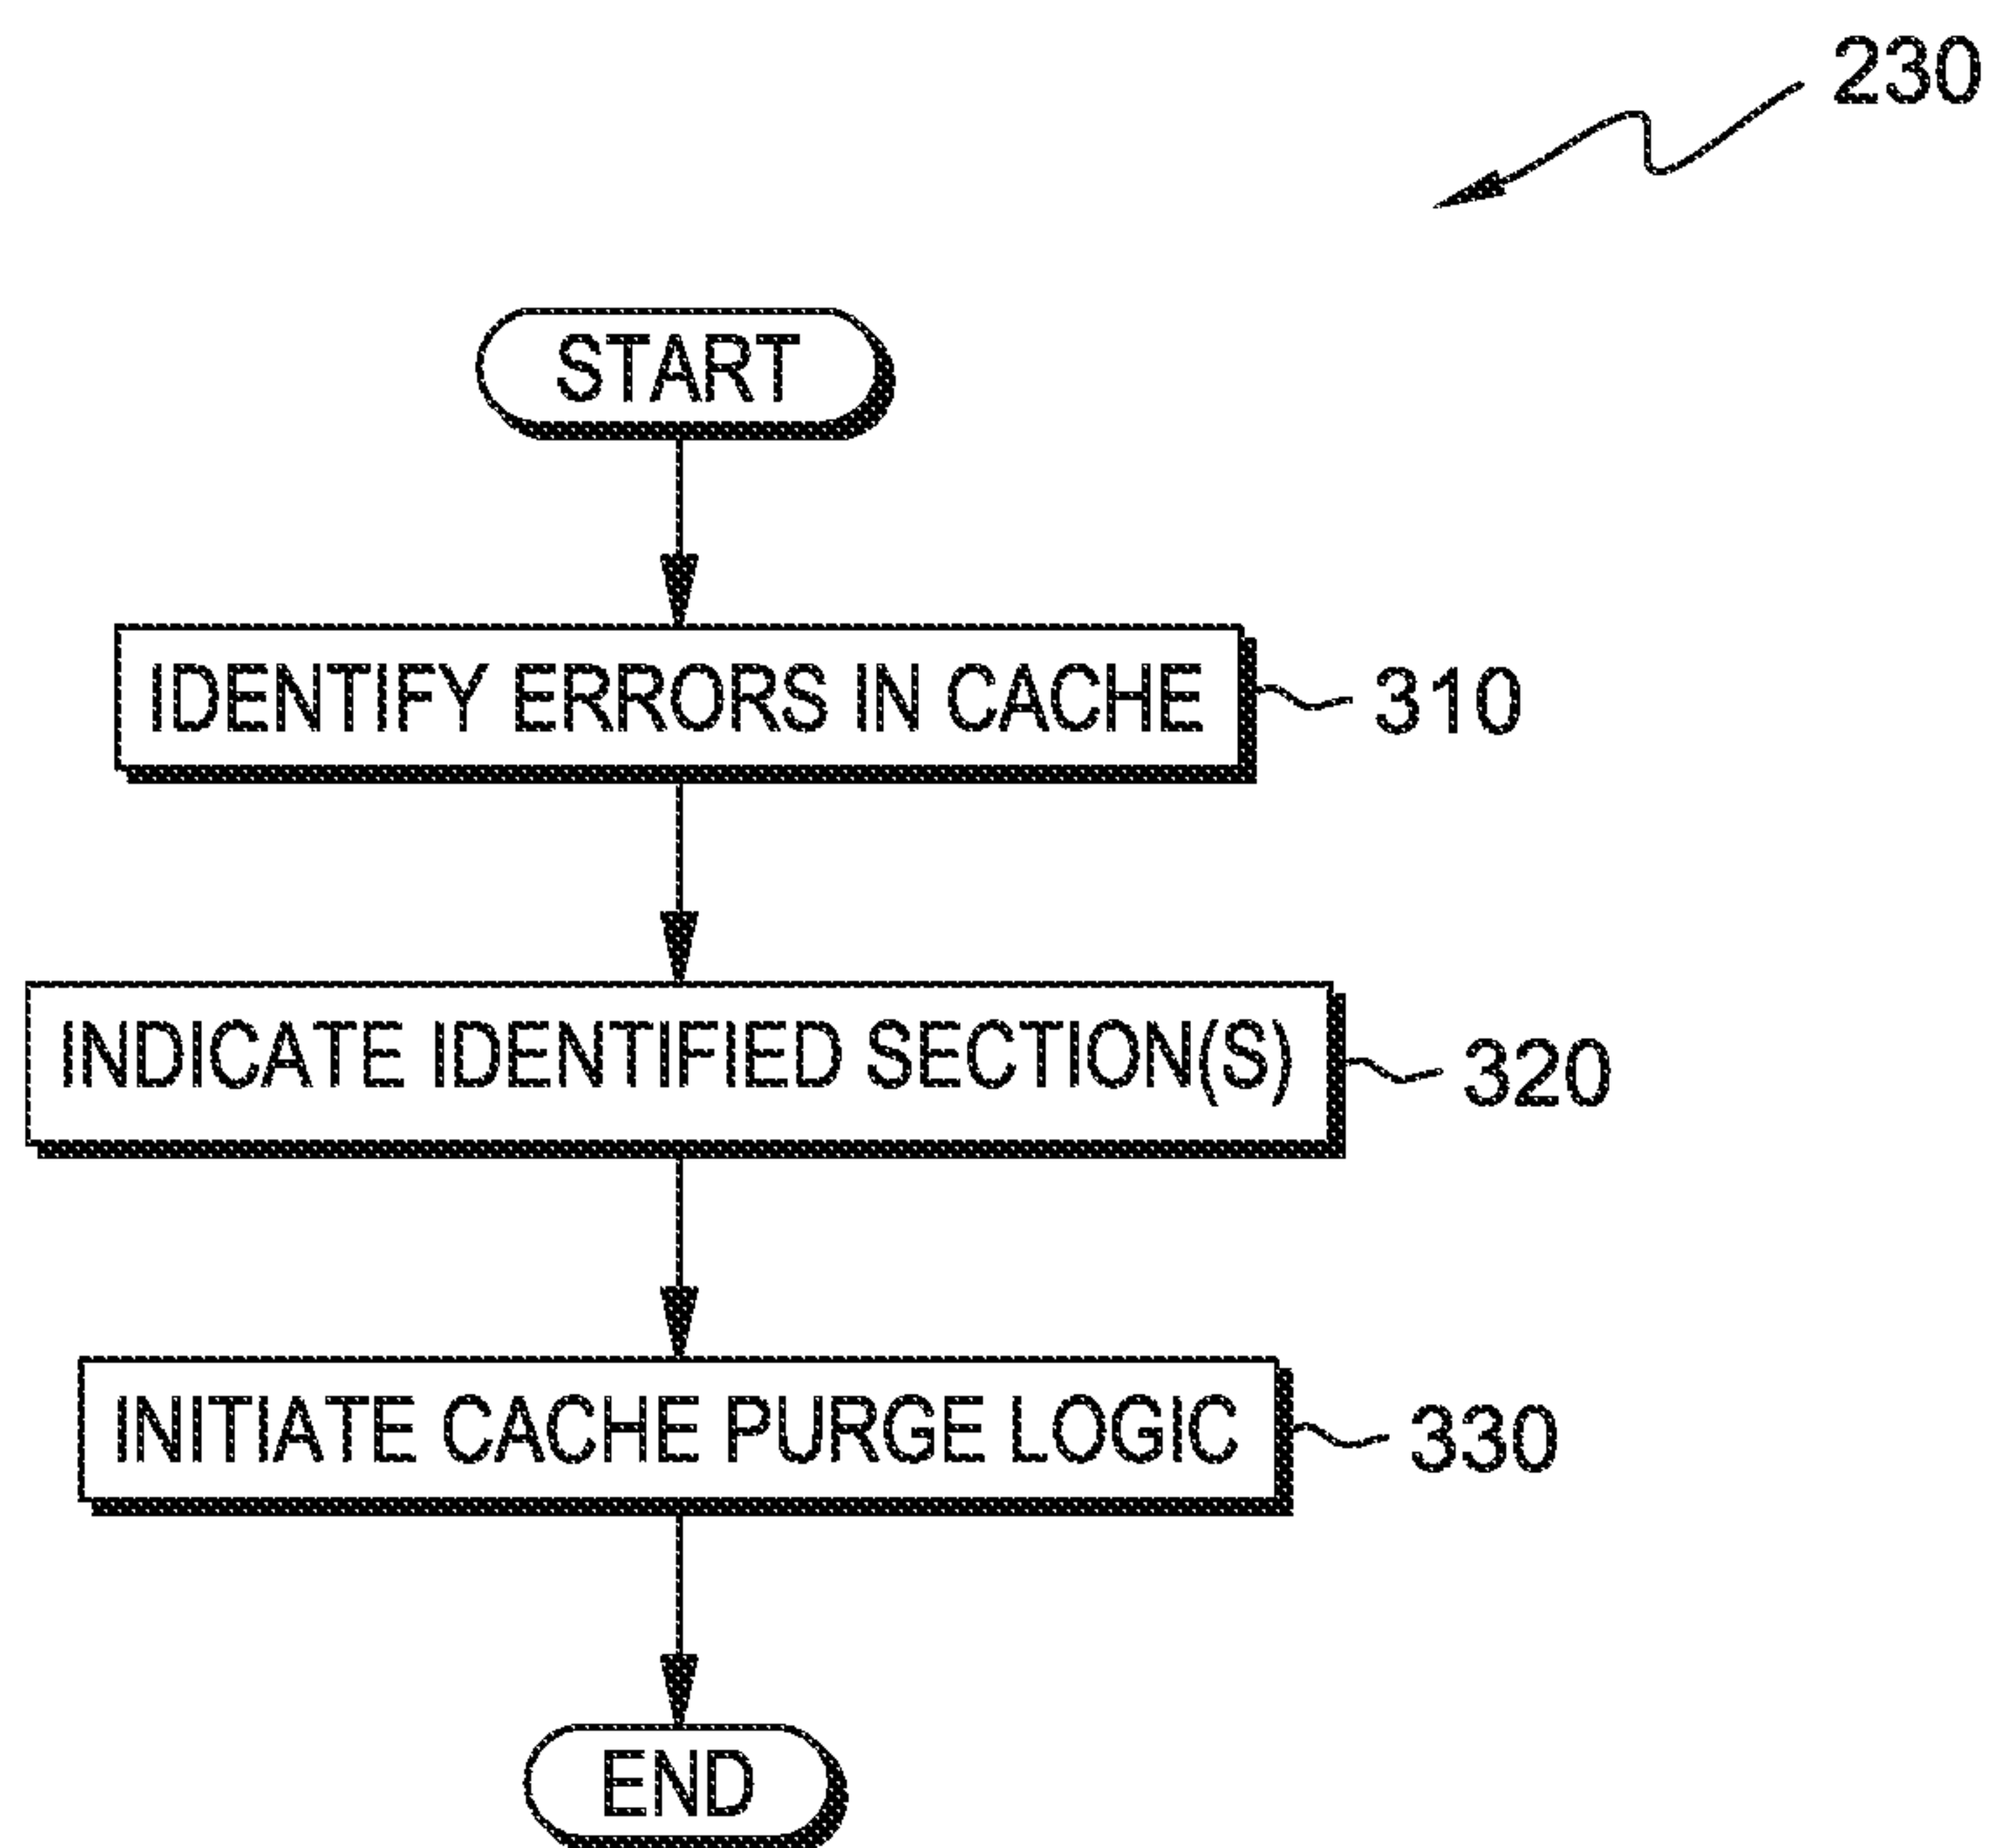 230
START
IDENTIFY ERRORS IN CACHE
310
INDICATE IDENTIFIED SECTION(S)
320
INITIATE CACHE PURGE LOGIC
330
END